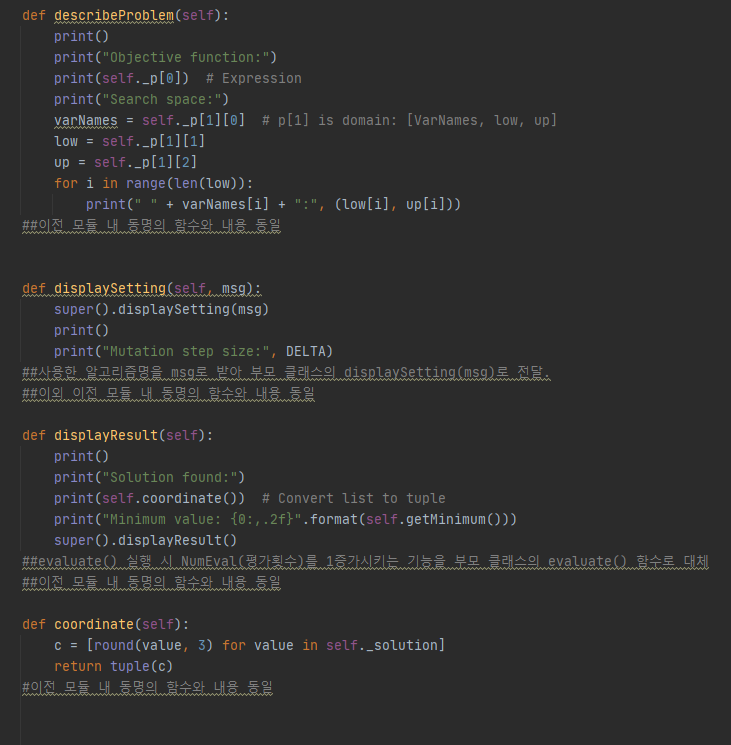 def describeProblem(self):
    print()
    print("Objective function:")
    print(self._p[0])  # Expression
    print("Search space:")
    varNames = self._p[1][0]  # p[1] is domain: [VarNames, low, up]
    low = self._p[1][1]
    up = self._p[1][2]
    for i in range(len(low)):
        print(" " + varNames[i] + ":", (low[i], up[i]))
##이전 모듈 내 동명의 함수와 내용 동일
def displaySetting(self, msg):
    super().displaySetting(msg)
    print()
    print("Mutation step size:", DELTA)
##사용한 알고리즘명을 msg로 받아 부모 클래스의 displaySetting(msg)로 전달.
##이외 이전 모듈 내 동명의 함수와 내용 동일
def displayResult(self):
    print()
    print("Solution found:")
    print(self.coordinate())  # Convert list to tuple
    print("Minimum value: {0:,.2f}".format(self.getMinimum()))
    super().displayResult()
##evaluate() 실행 시 NumEval(평가횟수)를 1증가시키는 기능을 부모 클래스의 evaluate() 함수로 대체
##이전 모듈 내 동명의 함수와 내용 동일
def coordinate(self):
    c = [round(value, 3) for value in self._solution]
    return tuple(c)
#이전 모듈 내 동명의 함수와 내용 동일